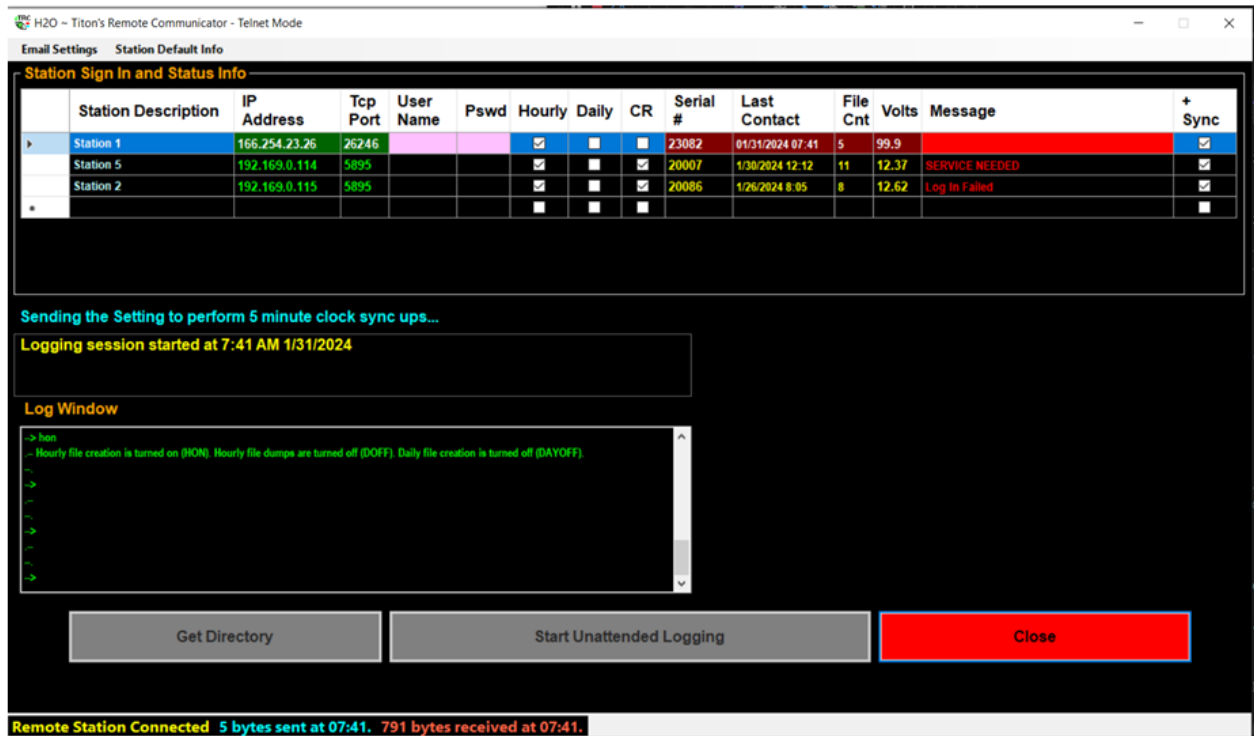 H2O ~ Titon's Remote Communicator - Telnet Mode
Email Settings Station Default Info
Station Sign In and Status Info
Station Description IP Address Tcp Port User Name Pswd Hourly Daily CR Serial # Last Contact File Cnt Volts Message + Sync
Station 1 166.254.23.26 26246 23082 01/31/2024 07:41 5 99.9
Station 5 192.169.0.114 5895 20007 1/30/2024 12:12 11 12.37 SERVICE NEEDED
Station 2 192.169.0.115 5895 20086 1/26/2024 8:05 8 12.62 Log In Failed
Sending the Setting to perform 5 minute clock sync ups...
Logging session started at 7:41 AM 1/31/2024
Log Window
--> hon
.-- Hourly file creation is turned on (HON). Hourly file dumps are turned off (DOFF). Daily file creation is turned off (DAYOFF).
--.
-->
.--
--.
-->
.--
--.
-->
Get Directory Start Unattended Logging Close
Remote Station Connected 5 bytes sent at 07:41. 791 bytes received at 07:41.